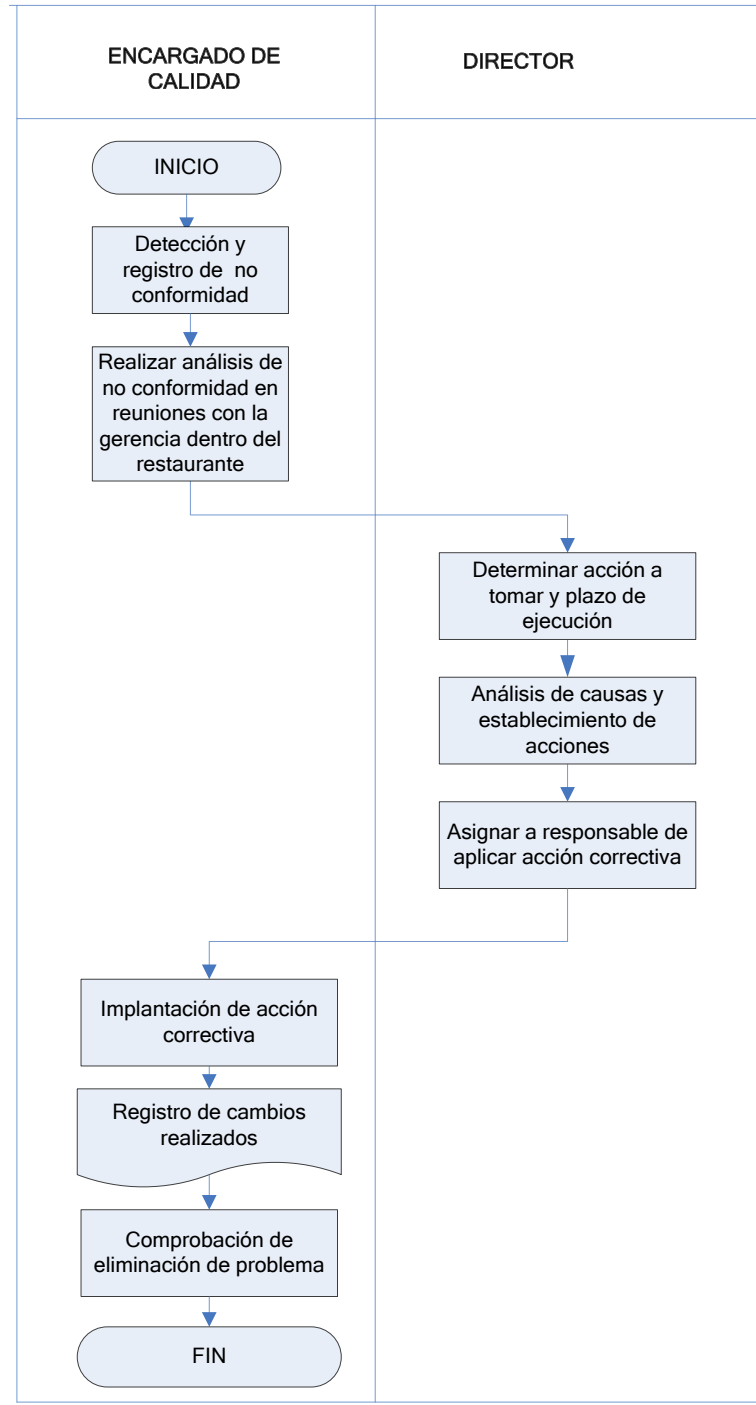 ENCARGADO DE
CALIDAD
DIRECTOR
INICIO
Detección y
registro de no
conformidad
Realizar análisis de
no conformidad en
reuniones con la
gerencia dentro del
restaurante
Determinar acción a
tomar y plazo de
ejecución
Análisis de causas y
establecimiento de
acciones
Asignar a responsable de
aplicar acción correctiva
Implantación de acción
correctiva
Registro de cambios
realizados
Comprobación de
eliminación de problema
FIN